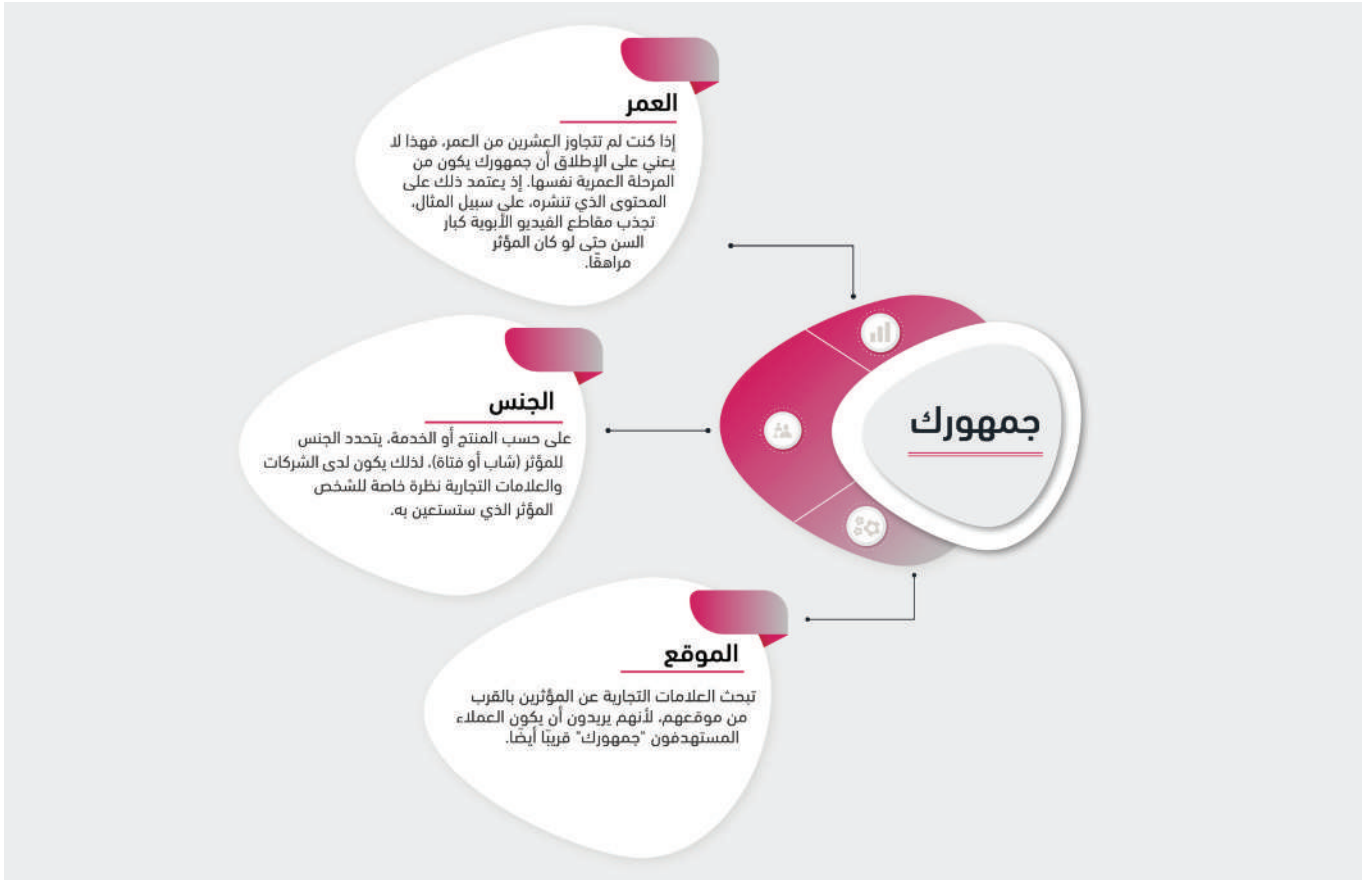 جمهورك
العمر
إذا كنت لم تتجاوز العشرين من العمر، فهذا لا
يعني على الإطلاق أن جمهورك يكون من
المرحلة العمرية نفسها. إذ يعتمد ذلك على
المحتوى الذي تنشره، على سبيل المثال،
تجذب مقاطع الفيديو الأبوية كبار
السن حتى لو كان المؤثر
مراهقًا.
الجنس
على حسب المنتج أو الخدمة، يتحدد الجنس
للمؤثر (شاب أو فتاة)، لذلك يكون لدى الشركات
والعلامات التجارية نظرة خاصة للشخص
المؤثر الذي ستستعين به.
الموقع
تبحث العلامات التجارية عن المؤثرين بالقرب
من موقعهم، لأنهم يريدون أن يكون العملاء
المستهدفون "جمهورك" قريبًا أيضًا.